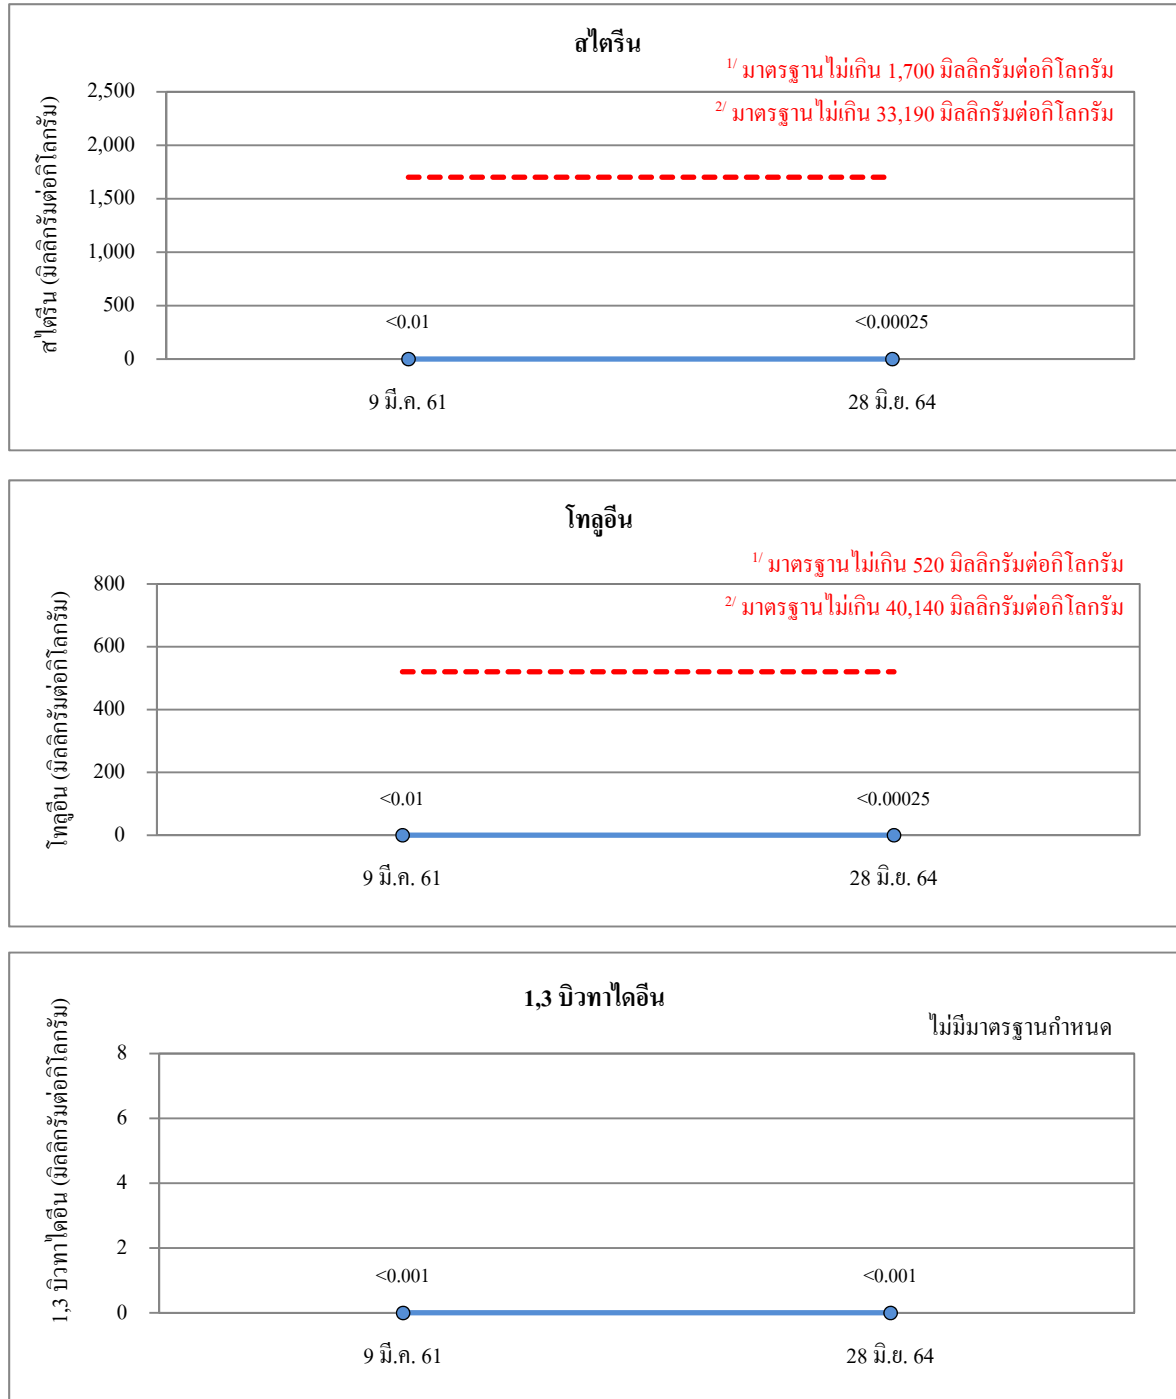 สไตรีน
1/ มาตรฐานไม่เกิน 1,700 มิลลิกรัมต่อกิโลกรัม
2/ มาตรฐานไม่เกิน 33,190 มิลลิกรัมต่อกิโลกรัม
สไตรีน (มิลลิกรัมต่อกิโลกรัม)
2,500
2,000
1,500
1,000
500
0
<0.01
<0.00025
9 มี.ค. 61
28 มิ.ย. 64
โทลูอีน
1/ มาตรฐานไม่เกิน 520 มิลลิกรัมต่อกิโลกรัม
2/ มาตรฐานไม่เกิน 40,140 มิลลิกรัมต่อกิโลกรัม
โทลูอีน (มิลลิกรัมต่อกิโลกรัม)
800
600
400
200
0
<0.01
<0.00025
9 มี.ค. 61
28 มิ.ย. 64
1,3 บิวทาไดอีน
ไม่มีมาตรฐานกำหนด
1,3 บิวทาไดอีน (มิลลิกรัมต่อกิโลกรัม)
8
6
4
2
0
<0.001
<0.001
9 มี.ค. 61
28 มิ.ย. 64